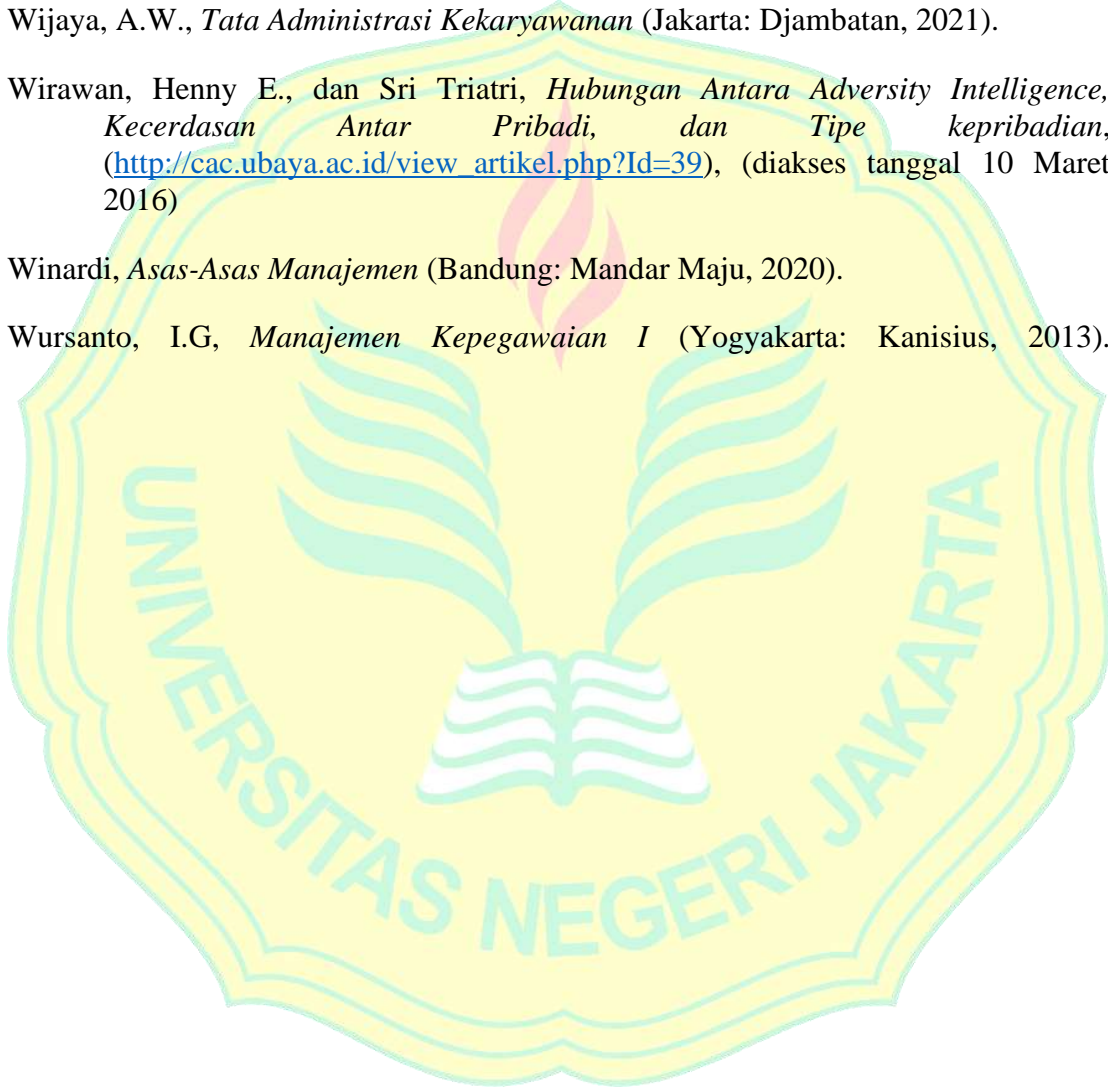 Wijaya, A.W., Tata Administrasi Kekaryawanan (Jakarta: Djambatan, 2021).
Wirawan, Henny E., dan Sri Triatri, Hubungan Antara Adversity Intelligence,
Kecerdasan Antar Pribadi, dan Tipe kepribadian,
(http://cac.ubaya.ac.id/view_artikel.php?Id=39), (diakses tanggal 10 Maret
2016)
Winardi, Asas-Asas Manajemen (Bandung: Mandar Maju, 2020).
Wursanto, I.G, Manajemen Kepegawaian I (Yogyakarta: Kanisius, 2013).
UNIVERSITAS NEGERI JAKARTA